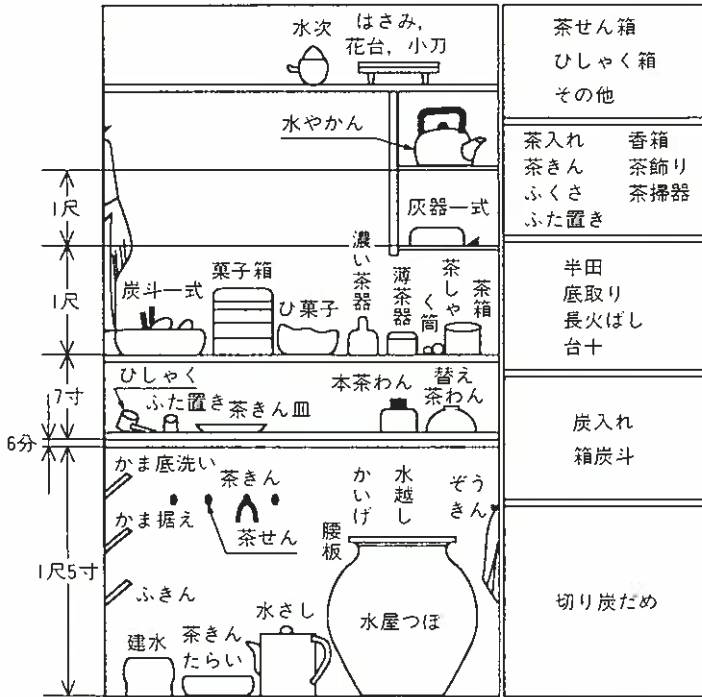 水次
はさみ,
花台, 小刀
水やかん
1尺
灰器一式
1尺
炭斗一式
菓子箱
ひ菓子
濃い茶器
薄茶器
く筒
茶しゃ
茶箱
7寸
ひしゃく
ふた置き
茶きん皿
本茶わん
替え
茶わん
6分
かま底洗い
茶きん
かいげ
水越し
ぞう
きん
かま据え
茶せん
腰板
1尺5寸
ふきん
水さし
水屋つぼ
建水
茶きん
たらい
茶せん箱
ひしゃく箱
その他
茶入れ 香箱
茶きん 茶飾り
ふくさ 茶掃器
ふた置き
半田
底取り
長火ばし
台十
炭入れ
箱炭斗
切り炭ため